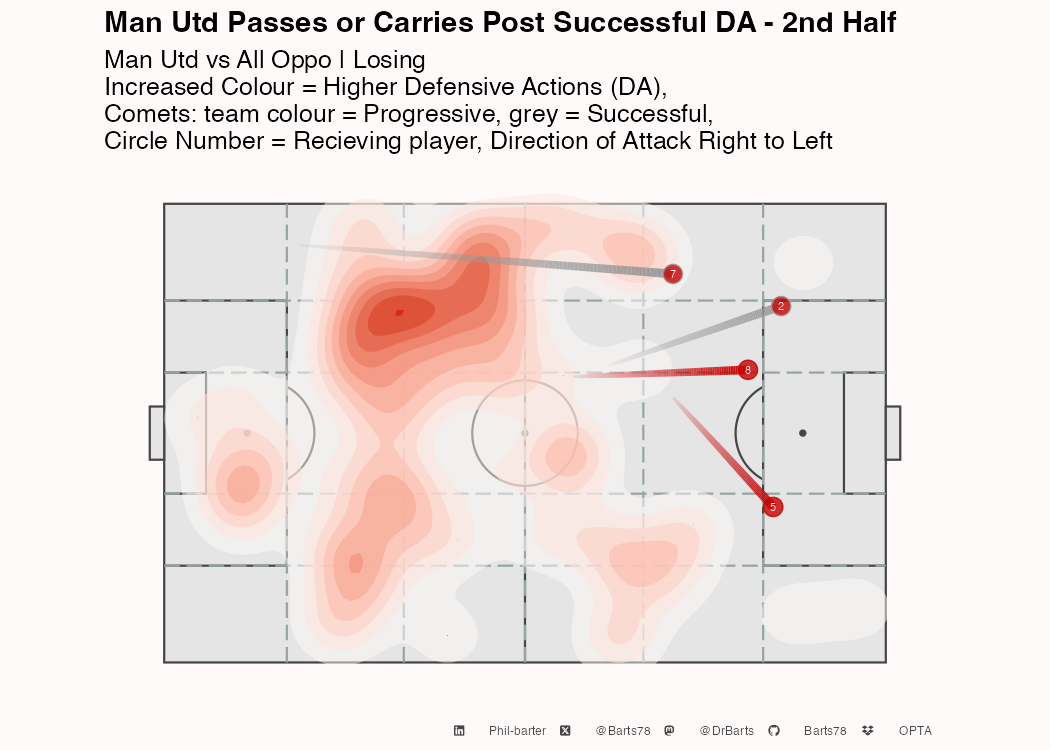 Man Utd Passes or Carries Post Successful DA - 2nd Half
Man Utd vs All Oppo | Losing
Increased Colour = Higher Defensive Actions (DA),
Comets: team colour = Progressive, grey = Successful,
Circle Number = Recieving player, Direction of Attack Right to Left
7
2
8
5
Phil-barter @Barts78 @DrBarts Barts78 OPTA